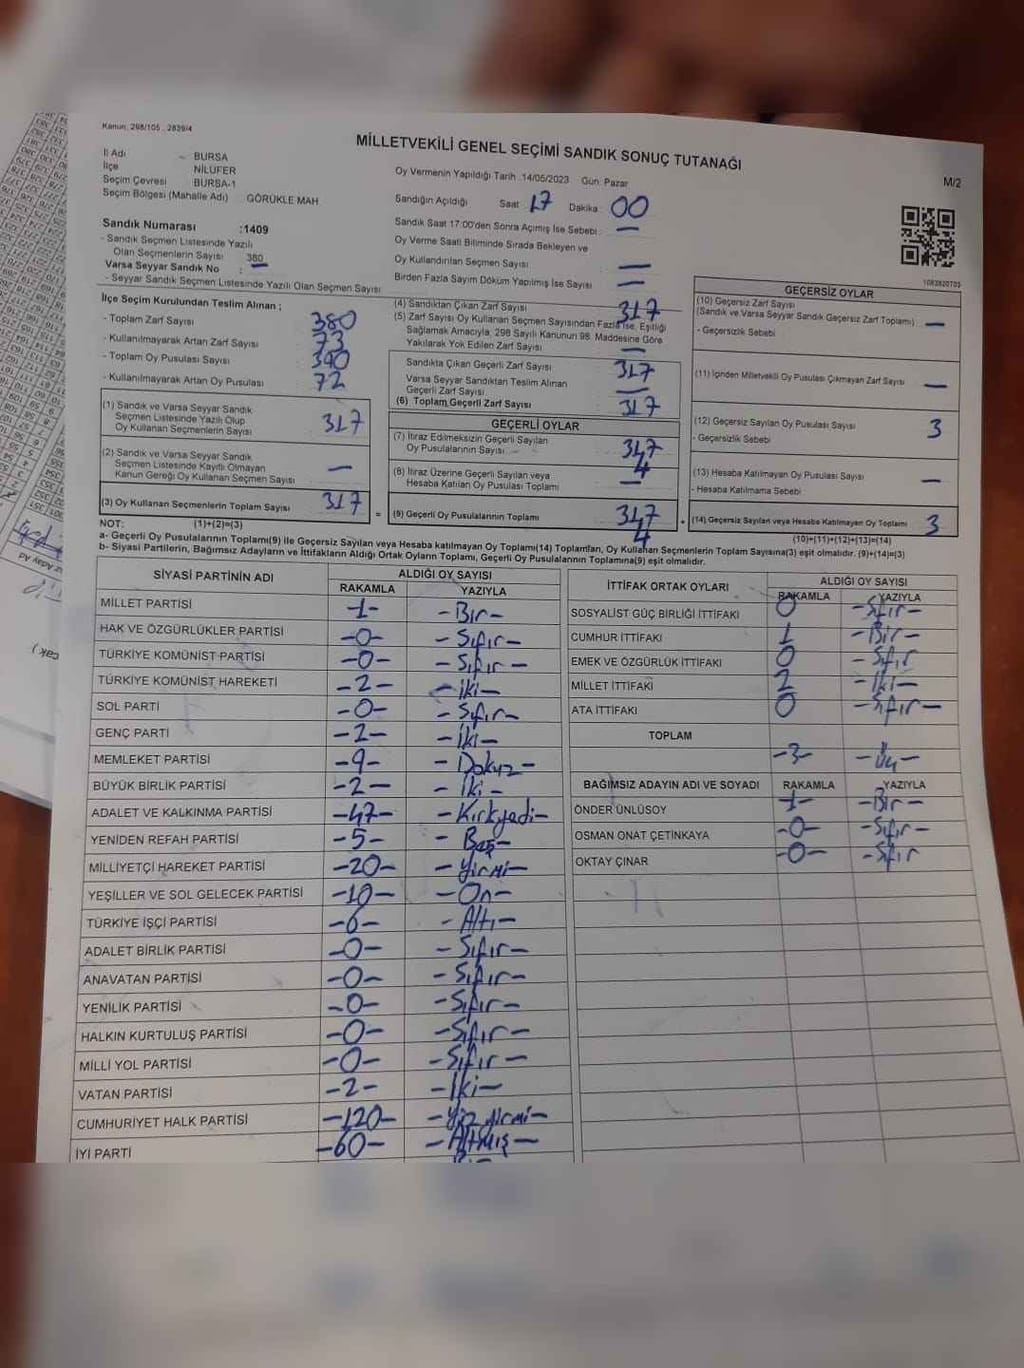 Kanun: 298/105 , 2839/4
MİLLETVEKİLİ GENEL SEÇİMİ SANDIK SONUÇ TUTANAĞI
M/2
İl Adı BURSA
İlçe NİLÜFER
Seçim Çevresi BURSA-1
Seçim Bölgesi (Mahalle Adı) GÖRÜKLE MAH
Oy Vermenin Yapıldığı Tarih :14/05/2023 Gün: Pazar
Sandığın Açıldığı Saat 17 Dakika 00
Sandık Saat 17:00'den Sonra Açımış İse Sebebi : —
Oy Verme Saati Bitiminde Sırada Bekleyen ve
Oy Kullandırılan Seçmen Sayısı —
Birden Fazla Sayım Döküm Yapılmış İse Sayısı —
Sandık Numarası :1409
- Sandık Seçmen Listesinde Yazılı
Olan Seçmenlerin Sayısı 380
Varsa Seyyar Sandık No : —
- Seyyar Sandık Seçmen Listesinde Yazılı Olan Seçmen Sayısı
1083820703
İlçe Seçim Kurulundan Teslim Alınan ;
- Toplam Zarf Sayısı 380
- Kullanılmayarak Artan Zarf Sayısı 73
- Toplam Oy Pusulası Sayısı 390
- Kullanılmayarak Artan Oy Pusulası 72
(1) Sandık ve Varsa Seyyar Sandık
Seçmen Listesinde Yazılı Olup
Oy Kullanan Seçmenlerin Sayısı 317
(2) Sandık ve Varsa Seyyar Sandık
Seçmen Listesinde Kayıtlı Olmayan
Kanun Gereği Oy Kullanan Seçmen Sayısı —
(3) Oy Kullanan Seçmenlerin Toplam Sayısı 317
(4) Sandıktan Çıkan Zarf Sayısı 317
(5) Zarf Sayısı Oy Kullanan Seçmen Sayısından Fazla İse, Eşitliği
Sağlamak Amacıyla, 298 Sayılı Kanunun 98. Maddesine Göre
Yakılarak Yok Edilen Zarf Sayısı —
Sandıkta Çıkan Geçerli Zarf Sayısı 317
Varsa Seyyar Sandıktan Teslim Alınan
Geçerli Zarf Sayısı —
(6) Toplam Geçerli Zarf Sayısı 317
GEÇERLİ OYLAR
(7) İtiraz Edilmeksizin Geçerli Sayılan
Oy Pusulalarının Sayısı
(8) İtiraz Üzerine Geçerli Sayılan veya
Hesaba Katılan Oy Pusulası Toplamı —
= (9) Geçerli Oy Pusulalarının Toplamı
GEÇERSİZ OYLAR
(10) Geçersiz Zarf Sayısı
(Sandık ve Varsa Seyyar Sandık Geçersiz Zarf Toplamı) —
- Geçersizlik Sebebi
(11) İçinden Milletvekili Oy Pusulası Çıkmayan Zarf Sayısı —
(12) Geçersiz Sayılan Oy Pusulası Sayısı 3
- Geçersizlik Sebebi
(13) Hesaba Katılmayan Oy Pusulası Sayısı —
- Hesaba Katılmama Sebebi
+ (14) Geçersiz Sayılan veya Hesaba Katılmayan Oy Toplamı 3
NOT: (1)+(2)=(3) (10)+(11)+(12)+(13)=(14)
a- Geçerli Oy Pusulalarının Toplamı(9) ile Geçersiz Sayılan veya Hesaba katılmayan Oy Toplamı(14) Toplamları, Oy Kullanan Seçmenlerin Toplam Sayısına(3) eşit olmalıdır. (9)+(14)=(3)
b- Siyasi Partilerin, Bağımsız Adayların ve İttifakların Aldığı Ortak Oyların Toplamı, Geçerli Oy Pusulalarının Toplamına(9) eşit olmalıdır.
SİYASİ PARTİNİN ADI ALDIĞI OY SAYISI
RAKAMLA YAZIYLA
MİLLET PARTİSİ -1- -Bir-
HAK VE ÖZGÜRLÜKLER PARTİSİ -0- -Sıfır-
TÜRKİYE KOMÜNİST PARTİSİ -0- -Sıfır-
TÜRKİYE KOMÜNİST HAREKETİ -2- -iki-
SOL PARTİ -0- -Sıfır-
GENÇ PARTİ -2- -İki-
MEMLEKET PARTİSİ -9- -Dokuz-
BÜYÜK BİRLİK PARTİSİ -2- -İki-
ADALET VE KALKINMA PARTİSİ -47- -Kırkyedi-
YENİDEN REFAH PARTİSİ -5- -Beş-
MİLLİYETÇİ HAREKET PARTİSİ -20- -yirmi-
YEŞİLLER VE SOL GELECEK PARTİSİ -10- -On-
TÜRKİYE İŞÇİ PARTİSİ -6- -Altı-
ADALET BİRLİK PARTİSİ -0- -Sıfır-
ANAVATAN PARTİSİ -0- -Sıfır-
YENİLİK PARTİSİ -0- -Sıfır-
HALKIN KURTULUŞ PARTİSİ -0- -Sıfır-
MİLLİ YOL PARTİSİ -0- -Sıfır-
VATAN PARTİSİ -2- -İki-
CUMHURİYET HALK PARTİSİ -120- -Yüz yirmi-
İYİ PARTİ -60- -Altmış-
İTTİFAK ORTAK OYLARI ALDIĞI OY SAYISI
RAKAMLA YAZIYLA
SOSYALİST GÜÇ BİRLİĞİ İTTİFAKI 0 -Sıfır-
CUMHUR İTTİFAKI 1 -Bir-
EMEK VE ÖZGÜRLÜK İTTİFAKI 0 -Sıfır
MİLLET İTTİFAKI 2 -İki-
ATA İTTİFAKI 0 -Sıfır-
TOPLAM -3- -Üç-
BAĞIMSIZ ADAYIN ADI VE SOYADI RAKAMLA YAZIYLA
ÖNDER ÜNLÜSOY -1- -Bir-
OSMAN ONAT ÇETİNKAYA -0- -Sıfır-
OKTAY ÇINAR -0- -Sıfır